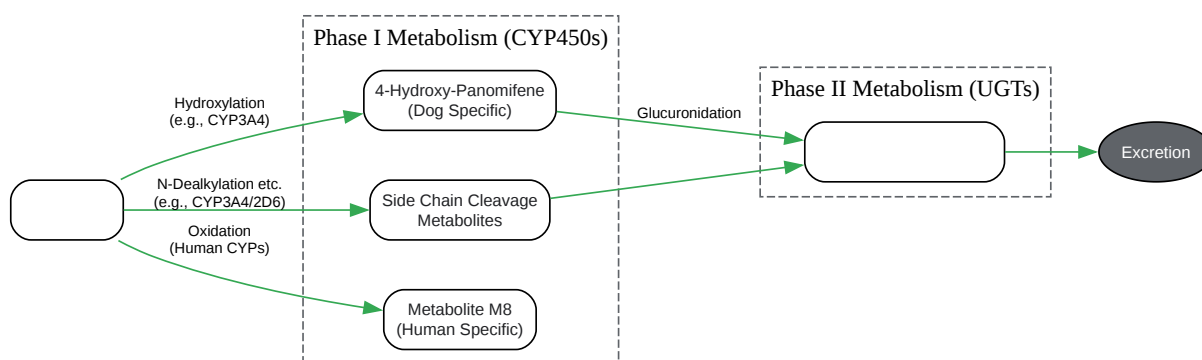 Phase I Metabolism (CYP450s)
Hydroxylation
(e.g., CYP3A4)
4-Hydroxy-Panomifene
(Dog Specific)
Glucuronidation
Phase II Metabolism (UGTs)
Excretion
N-Dealkylation etc.
(e.g., CYP3A4/2D6)
Side Chain Cleavage
Metabolites
Oxidation
(Human CYPs)
Metabolite M8
(Human Specific)